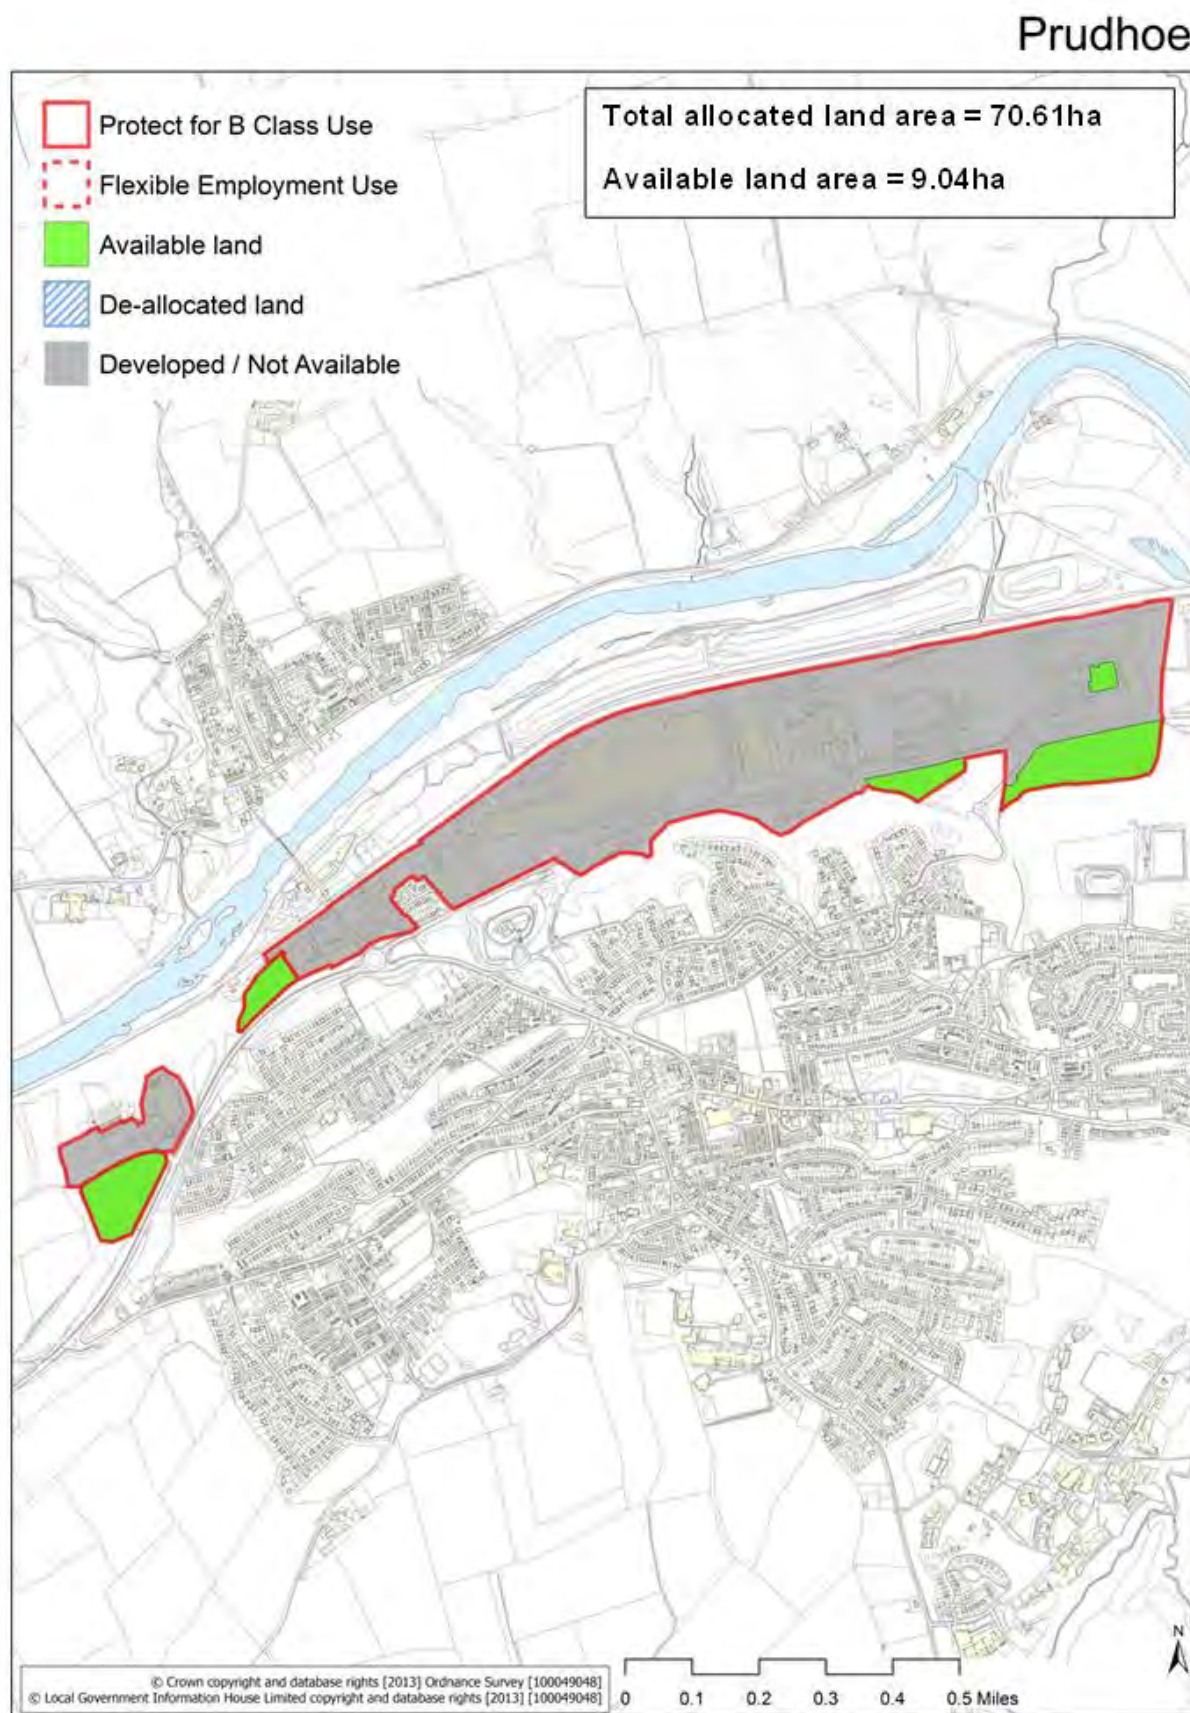 Prudhoe
Protect for B Class Use
Flexible Employment Use
Available land
De-allocated land
Developed / Not Available
Total allocated land area = 70.61ha
Available land area = 9.04ha
© Crown copyright and database rights [2013] Ordnance Survey [100049048]
© Local Government Information House Limited copyright and database rights [2013] [100049048]
0 0.1 0.2 0.3 0.4 0.5 Miles
N